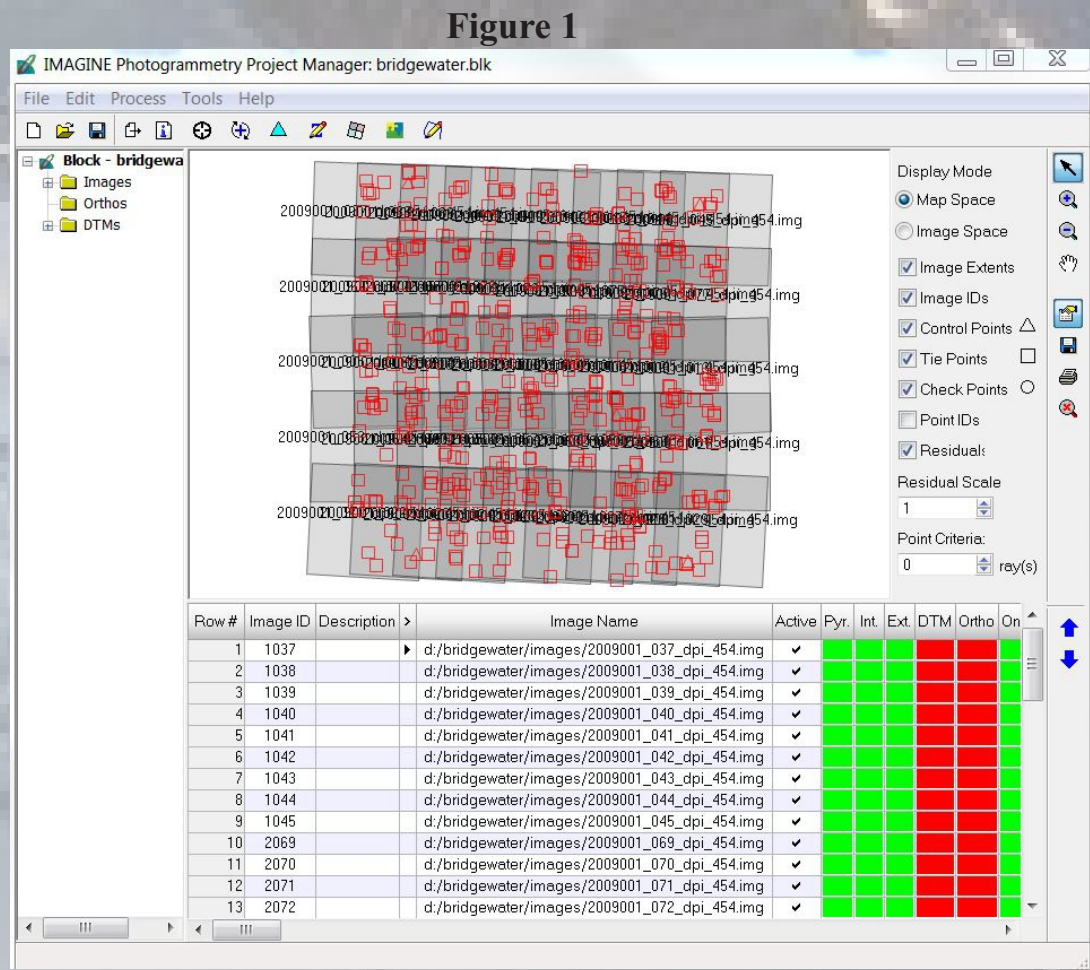 Figure 1
IMAGINE Photogrammetry Project Manager: bridgewater.blk
File Edit Process Tools Help
Block - bridgewa
Images
Orthos
DTMs
Display Mode
Map Space
Image Space
Image Extents
Image IDs
Control Points
Tie Points
Check Points
Point IDs
Residuals
Residual Scale
1
Point Criteria:
0 ray(s)
Row # Image ID Description > Image Name Active Pyr. Int. Ext. DTM Ortho On
1 1037 d:/bridgewater/images/2009001_037_dpi_454.img
2 1038 d:/bridgewater/images/2009001_038_dpi_454.img
3 1039 d:/bridgewater/images/2009001_039_dpi_454.img
4 1040 d:/bridgewater/images/2009001_040_dpi_454.img
5 1041 d:/bridgewater/images/2009001_041_dpi_454.img
6 1042 d:/bridgewater/images/2009001_042_dpi_454.img
7 1043 d:/bridgewater/images/2009001_043_dpi_454.img
8 1044 d:/bridgewater/images/2009001_044_dpi_454.img
9 1045 d:/bridgewater/images/2009001_045_dpi_454.img
10 2069 d:/bridgewater/images/2009001_069_dpi_454.img
11 2070 d:/bridgewater/images/2009001_070_dpi_454.img
12 2071 d:/bridgewater/images/2009001_071_dpi_454.img
13 2072 d:/bridgewater/images/2009001_072_dpi_454.img